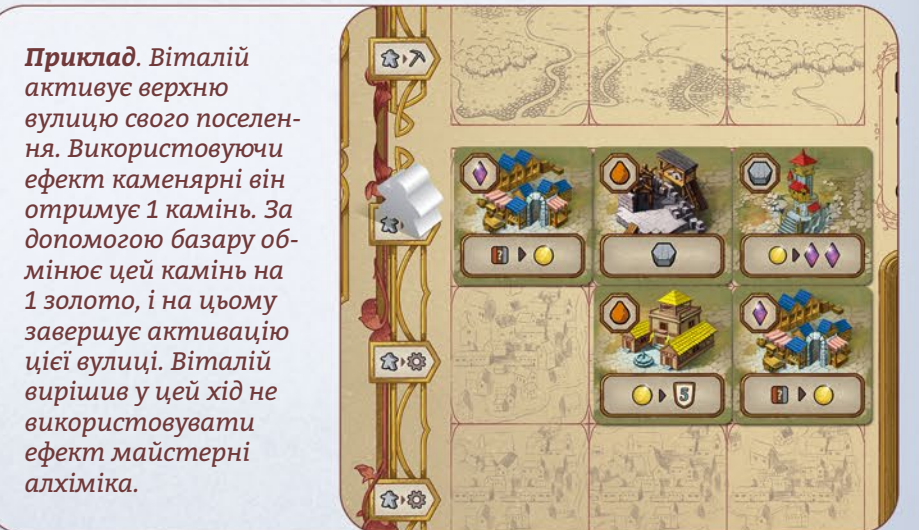 Приклад. Віталій
активує верхню
вулицю свого поселен-
ня. Використовуючи
ефект каменярні він
отримує 1 камінь. За
допомогою базару об-
мінює цей камінь на
1 золото, і на цьому
завершує активацію
цієї вулиці. Віталій
вирішив у цей хід не
використовувати
ефект майстерні
алхіміка.
?
5
?